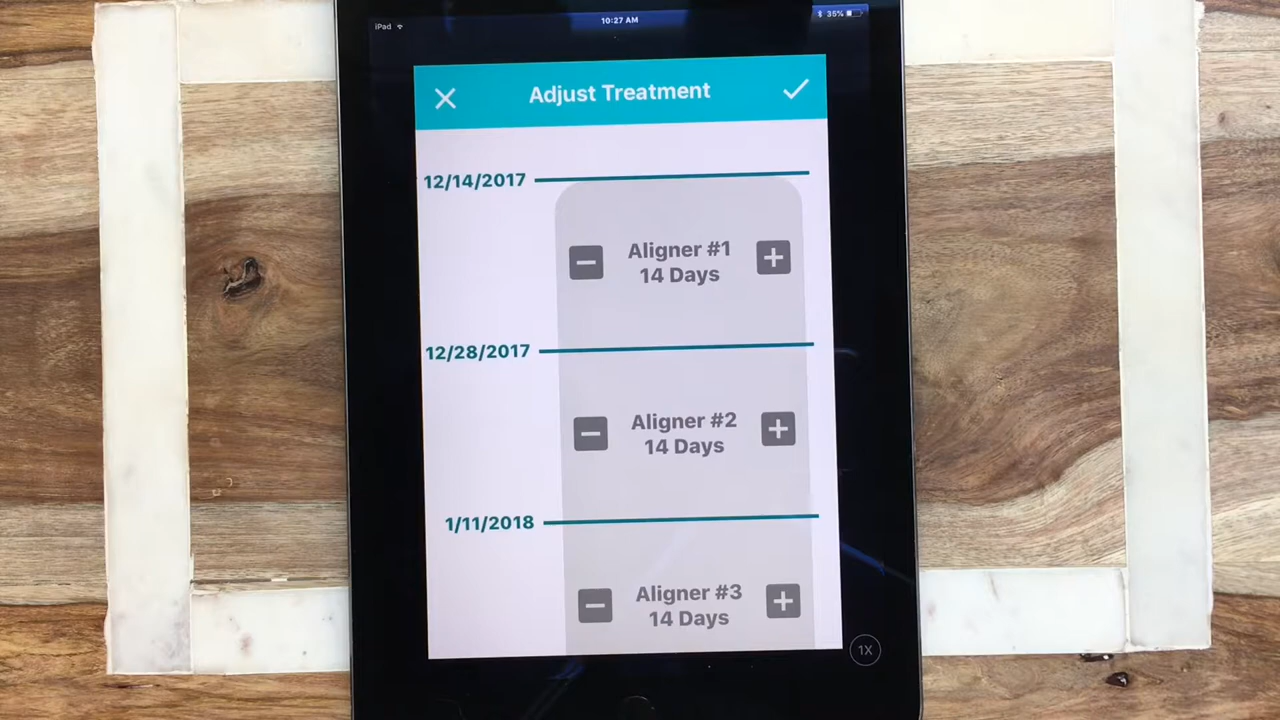 iPad
10:27 AM
35%
Adjust Treatment
12/14/2017
Aligner #1
14 Days
12/28/2017
Aligner #2
14 Days
1/11/2018
Aligner #3
14 Days
1X